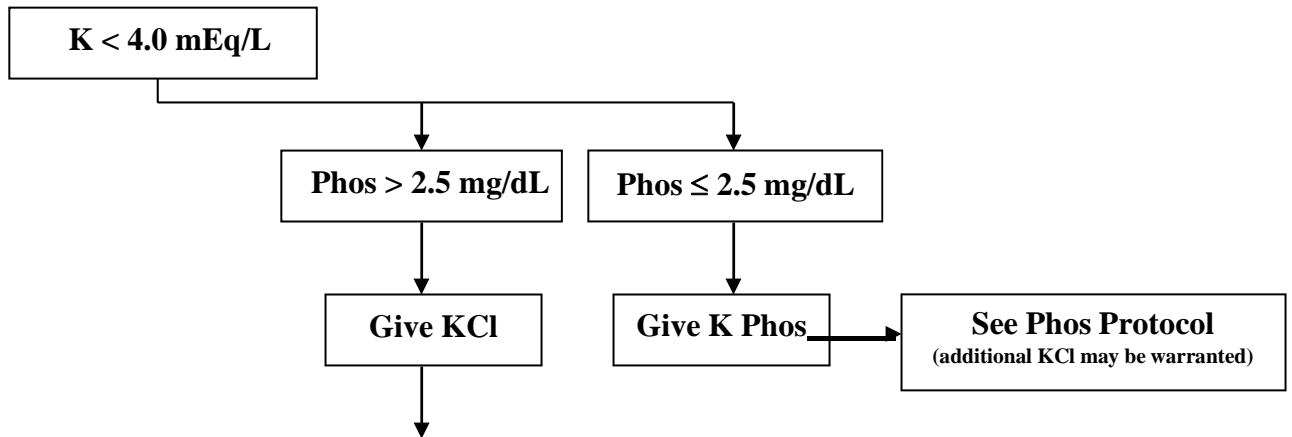 K < 4.0 mEq/L
Phos > 2.5 mg/dL
Phos ≤ 2.5 mg/dL
Give KCl
Give K Phos
See Phos Protocol
(additional KCl may be warranted)